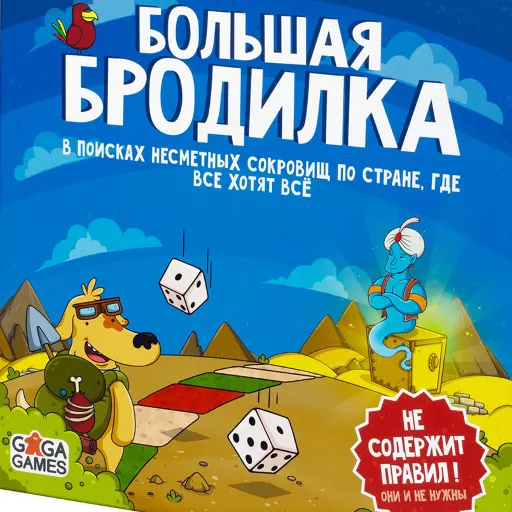 БОЛЬШАЯ
БРОДИЛКА
В ПОИСКАХ НЕСМЕТНЫХ СОКРОВИЩ ПО СТРАНЕ, ГДЕ
ВСЕ ХОТЯТ ВСЁ
НЕ
СОДЕРЖИТ
ПРАВИЛ!
ОНИ И НЕ НУЖНЫ
GAGA
GAMES